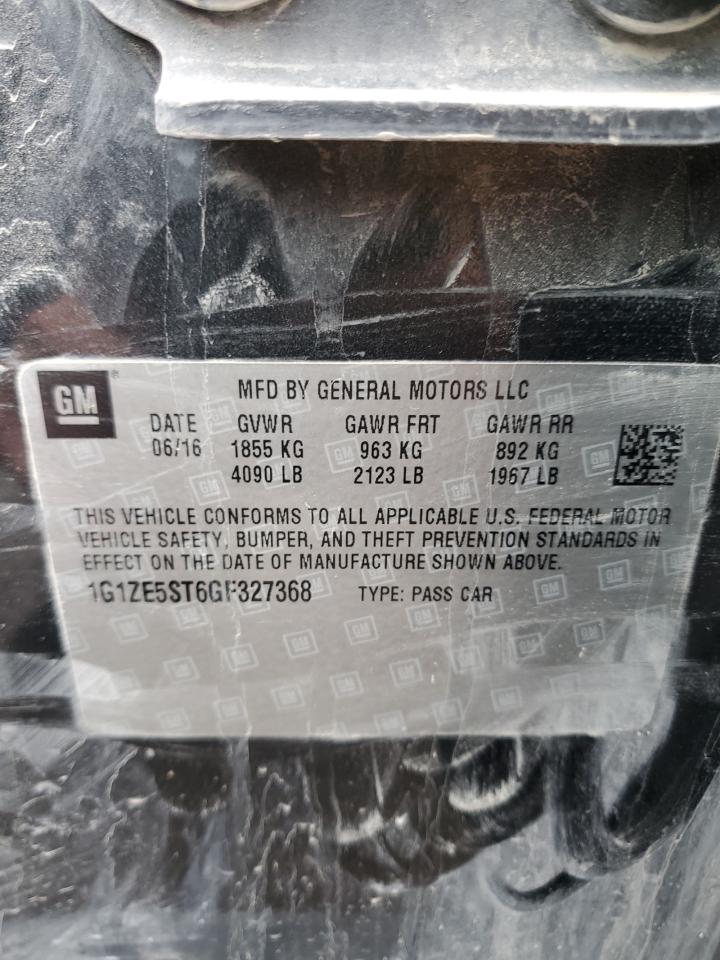 GM
MFD BY GENERAL MOTORS LLC
DATE GVWR GAWR FRT GAWR RR
06/16 1855 KG 963 KG 892 KG
4090 LB 2123 LB 1967 LB
THIS VEHICLE CONFORMS TO ALL APPLICABLE U.S. FEDERAL MOTOR
VEHICLE SAFETY, BUMPER, AND THEFT PREVENTION STANDARDS IN
EFFECT ON THE DATE OF MANUFACTURE SHOWN ABOVE.
1G1ZE5ST6GF327368 TYPE: PASS CAR